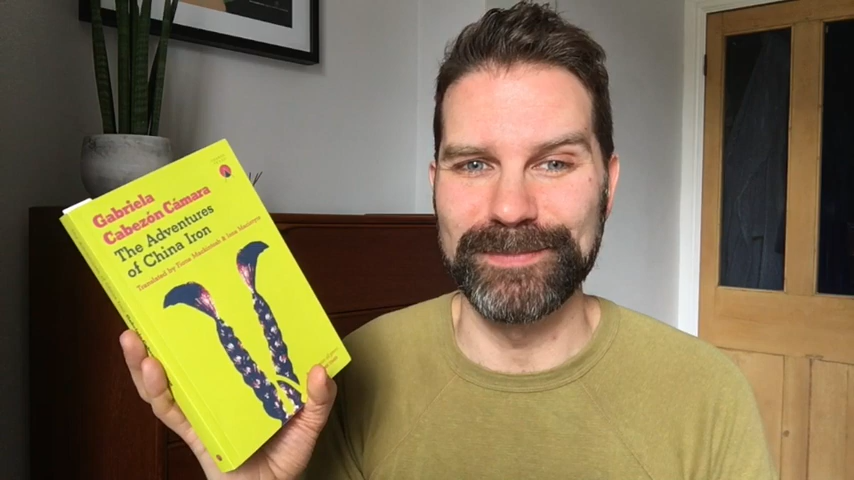 Gabriela
Cabezón Cámara
The Adventures
of China Iron
Translated by Fiona Mackintosh & Iona Macintyre